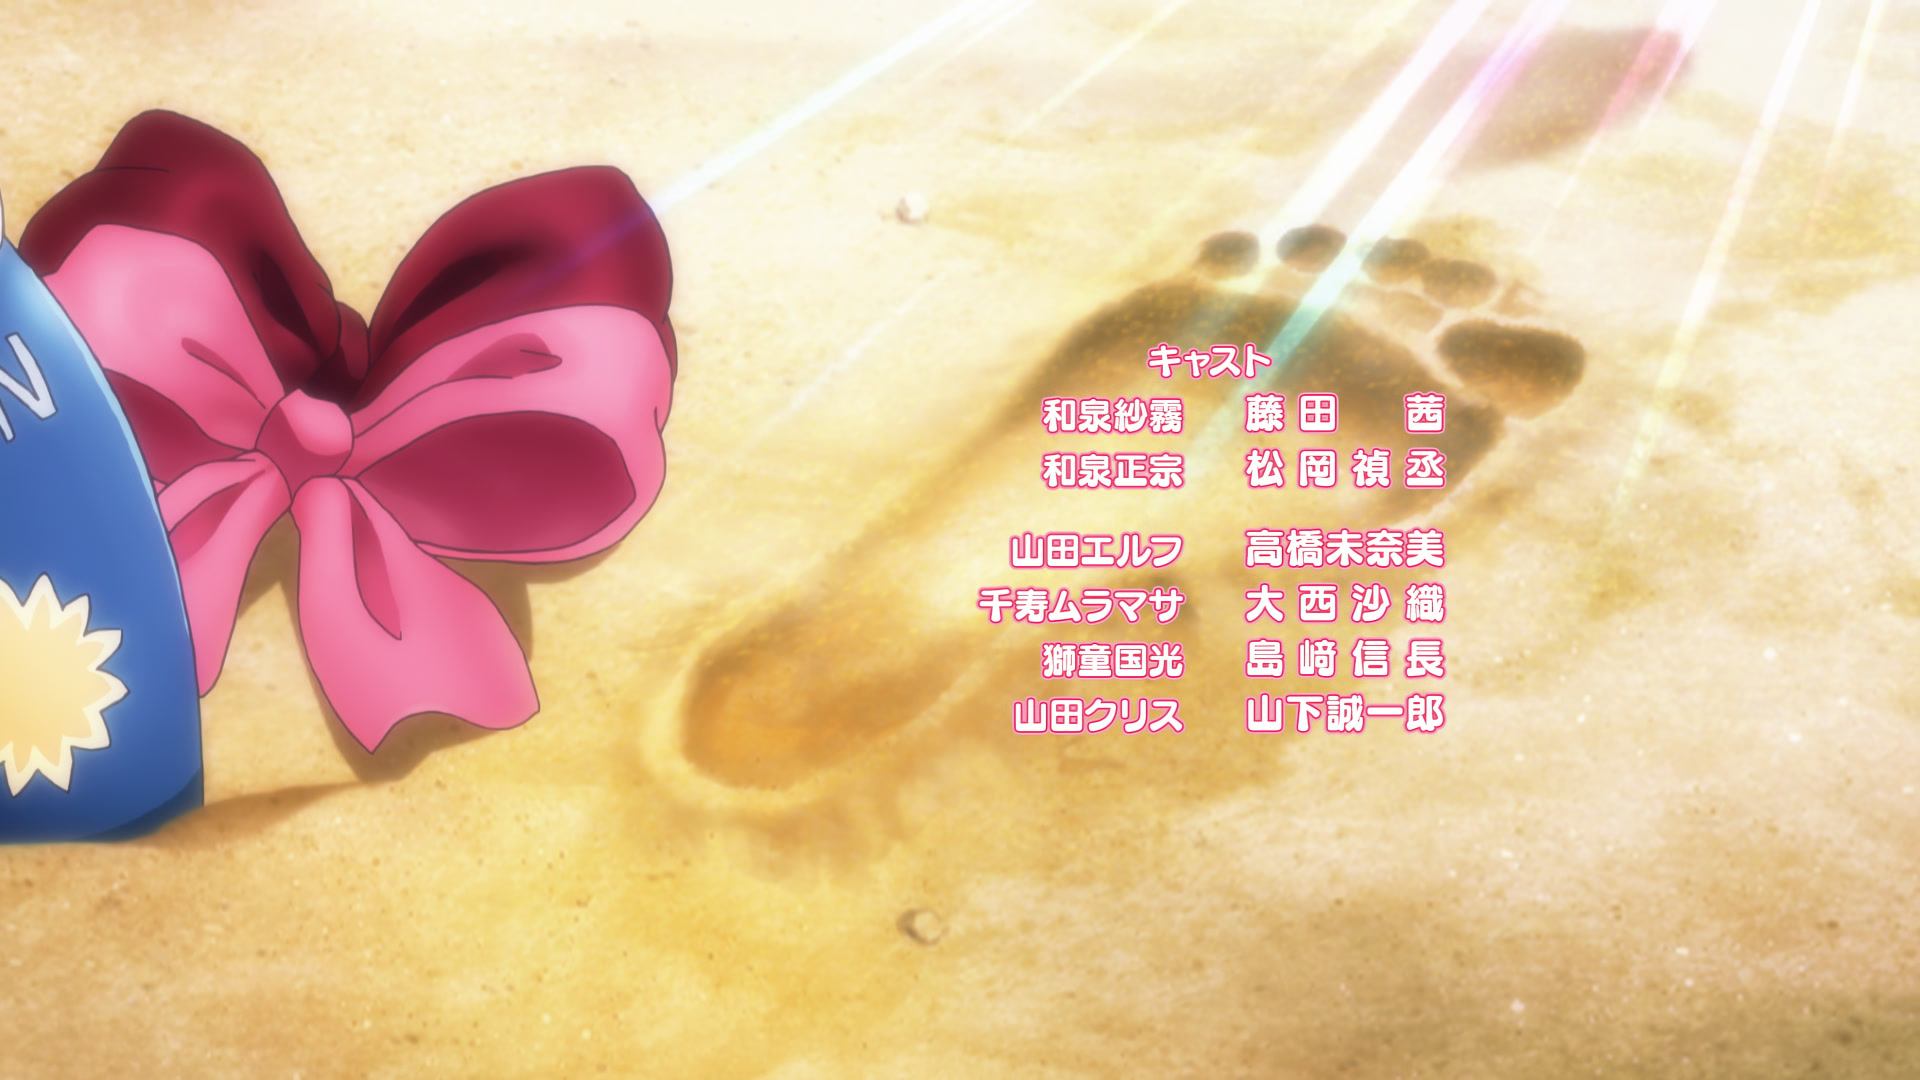 キャスト
和泉紗霧 藤田 茜
和泉正宗 松岡禎丞
山田エルフ 高橋未奈美
千寿ムラマサ 大西沙織
獅童国光 島﨑信長
山田クリス 山下誠一郎
N